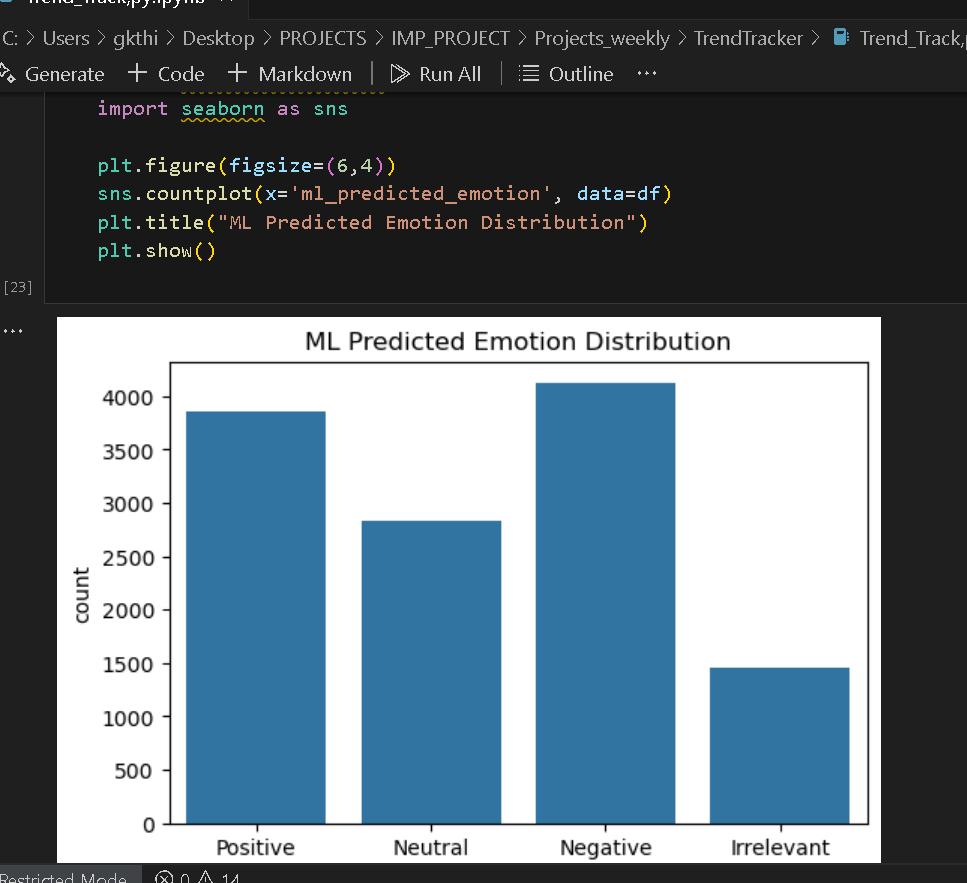 Trend_Track,py.ipynb
C: > Users > gkthi > Desktop > PROJECTS > IMP_PROJECT > Projects_weekly > TrendTracker > Trend_Track,
Generate + Code + Markdown | Run All | Outline ...
import seaborn as sns
plt.figure(figsize=(6,4))
sns.countplot(x='ml_predicted_emotion', data=df)
plt.title("ML Predicted Emotion Distribution")
plt.show()
[23]
...
ML Predicted Emotion Distribution
4000
3500
3000
2500
2000
1500
1000
500
0
count
Positive Neutral Negative Irrelevant
Restricted Mode 0 14